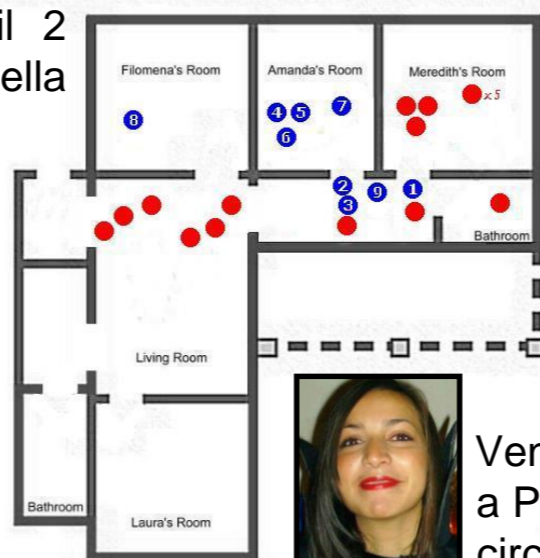 il 2
ella
Filomena's Room
Amanda's Room
Meredith's Room
x5
4 5 7
8
6
2
9 1
3
Bathroom
Living Room
Bathroom
Laura's Room
Ver
a P
circ